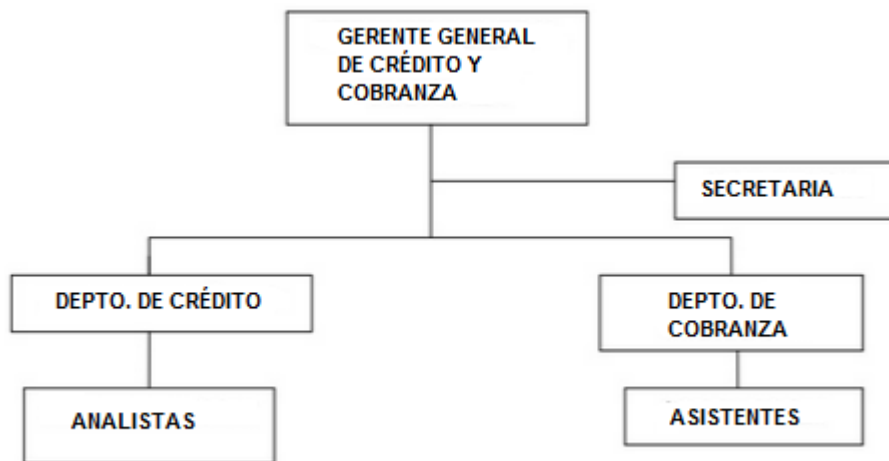 GERENTE GENERAL
DE CRÉDITO Y
COBRANZA
SECRETARIA
DEPTO. DE CRÉDITO
DEPTO. DE
COBRANZA
ANALISTAS
ASISTENTES